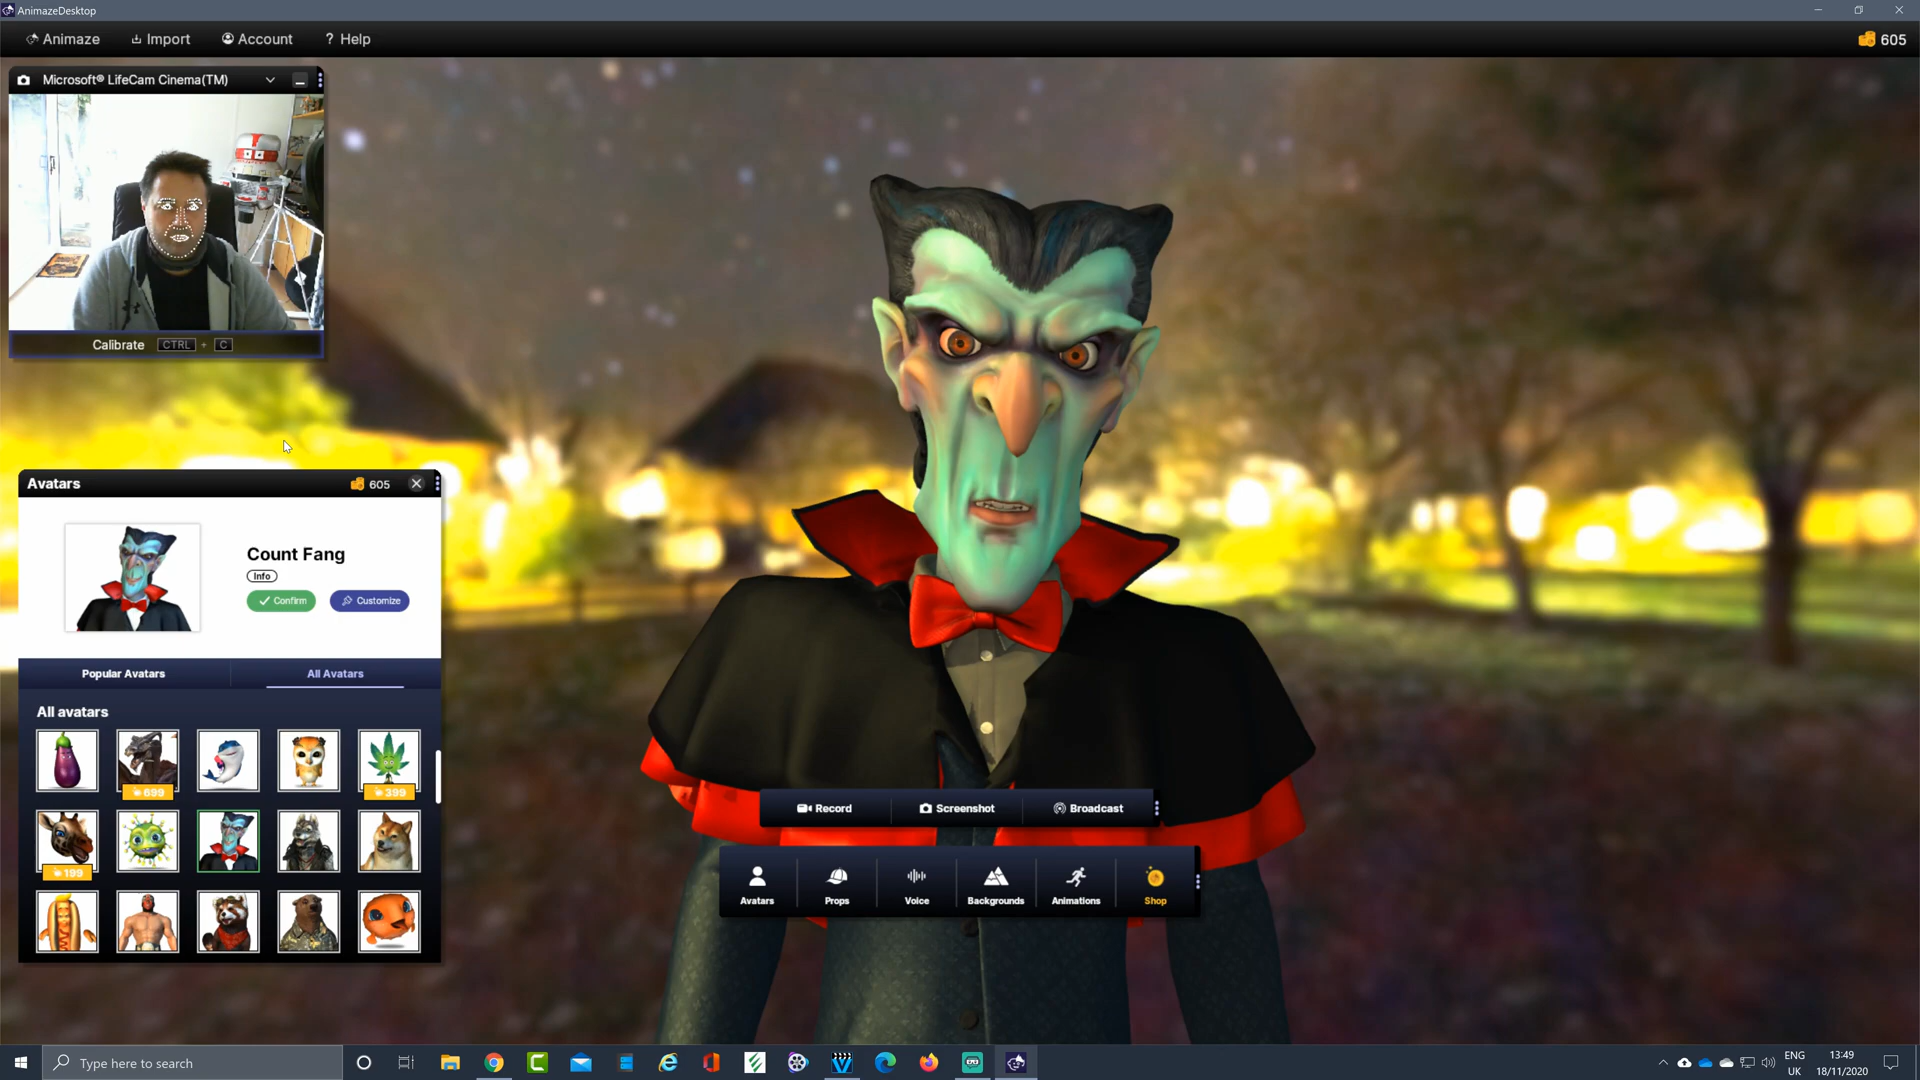 AnimazeDesktop
Animaze Import Account ? Help 605
Microsoft® LifeCam Cinema(TM)
Calibrate CTRL + C
Avatars 605
Count Fang
Info
Confirm Customize
Popular Avatars All Avatars
All avatars
699 399
199
Record Screenshot Broadcast
Avatars Props Voice Backgrounds Animations Shop
Type here to search
ENG 13:49
UK 18/11/2020